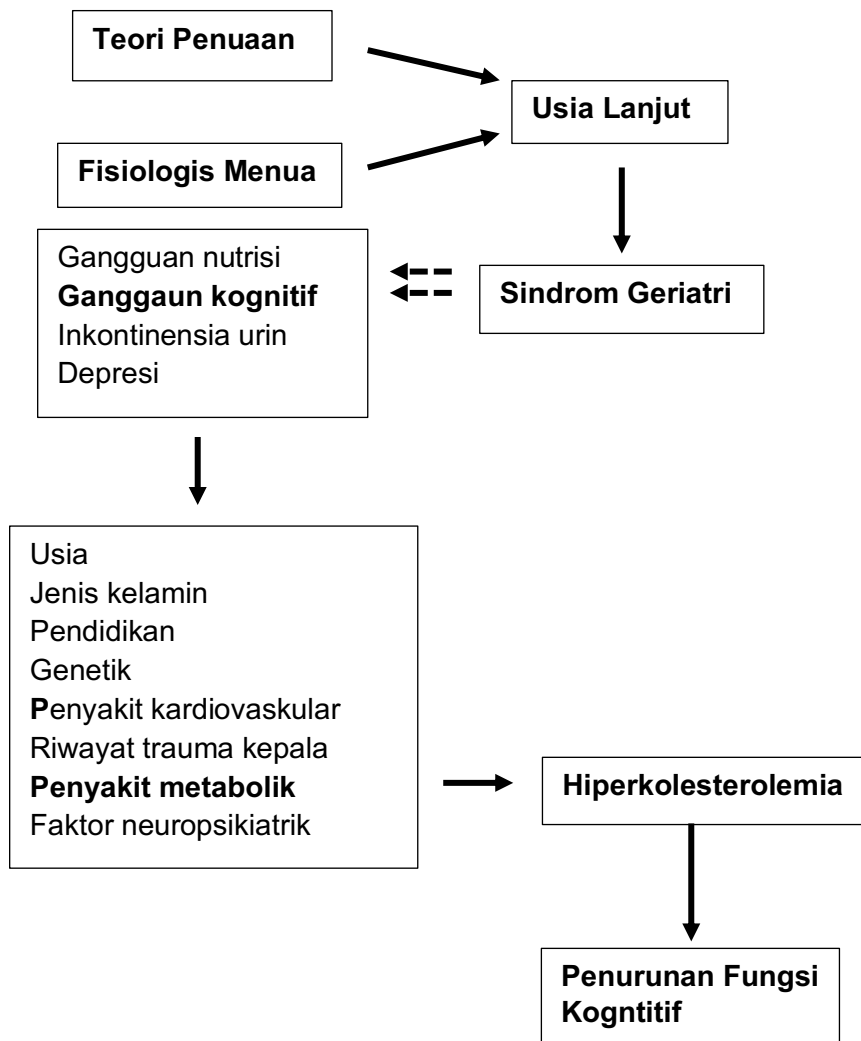 Teori Penuaan
Usia Lanjut
Fisiologis Menua
Gangguan nutrisi
Ganggaun kognitif
Inkontinensia urin
Depresi
Sindrom Geriatri
Usia
Jenis kelamin
Pendidikan
Genetik
Penyakit kardiovaskular
Riwayat trauma kepala
Penyakit metabolik
Faktor neuropsikiatrik
Hiperkolesterolemia
Penurunan Fungsi
Kogntitif